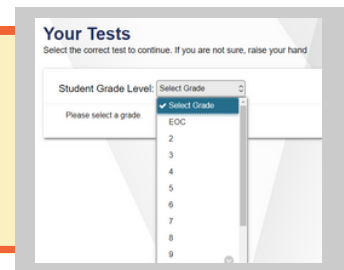 Your Tests
Select the correct test to continue. If you are not sure, raise your hand
Student Grade Level: Select Grade
Please select a grade.
✓ Select Grade
EOC
2
3
4
5
6
7
8
9